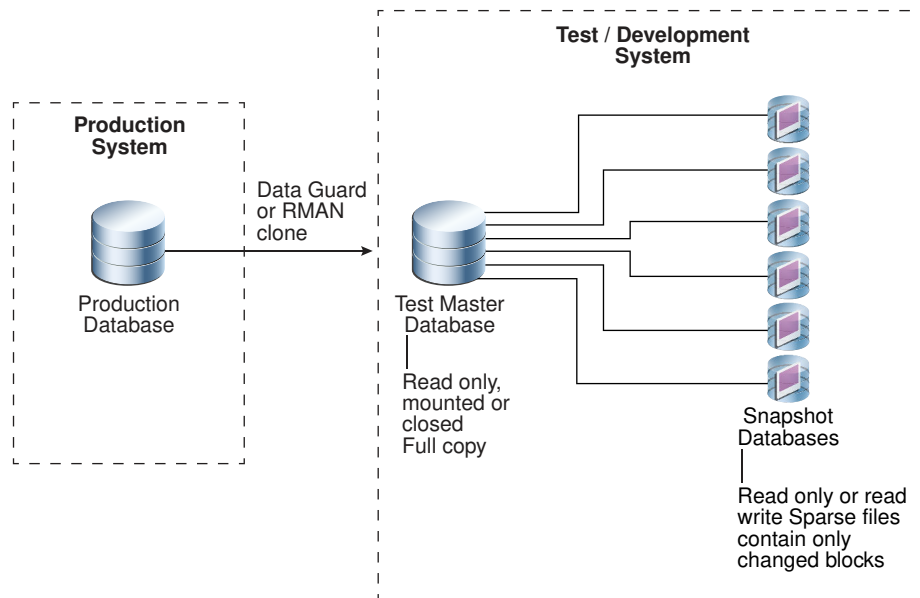 Test / Development
System
Production
System
Data Guard
or RMAN
clone
Production
Database
Test Master
Database
Read only,
mounted or
closed
Full copy
Snapshot
Databases
Read only or read
write Sparse files
contain only
changed blocks